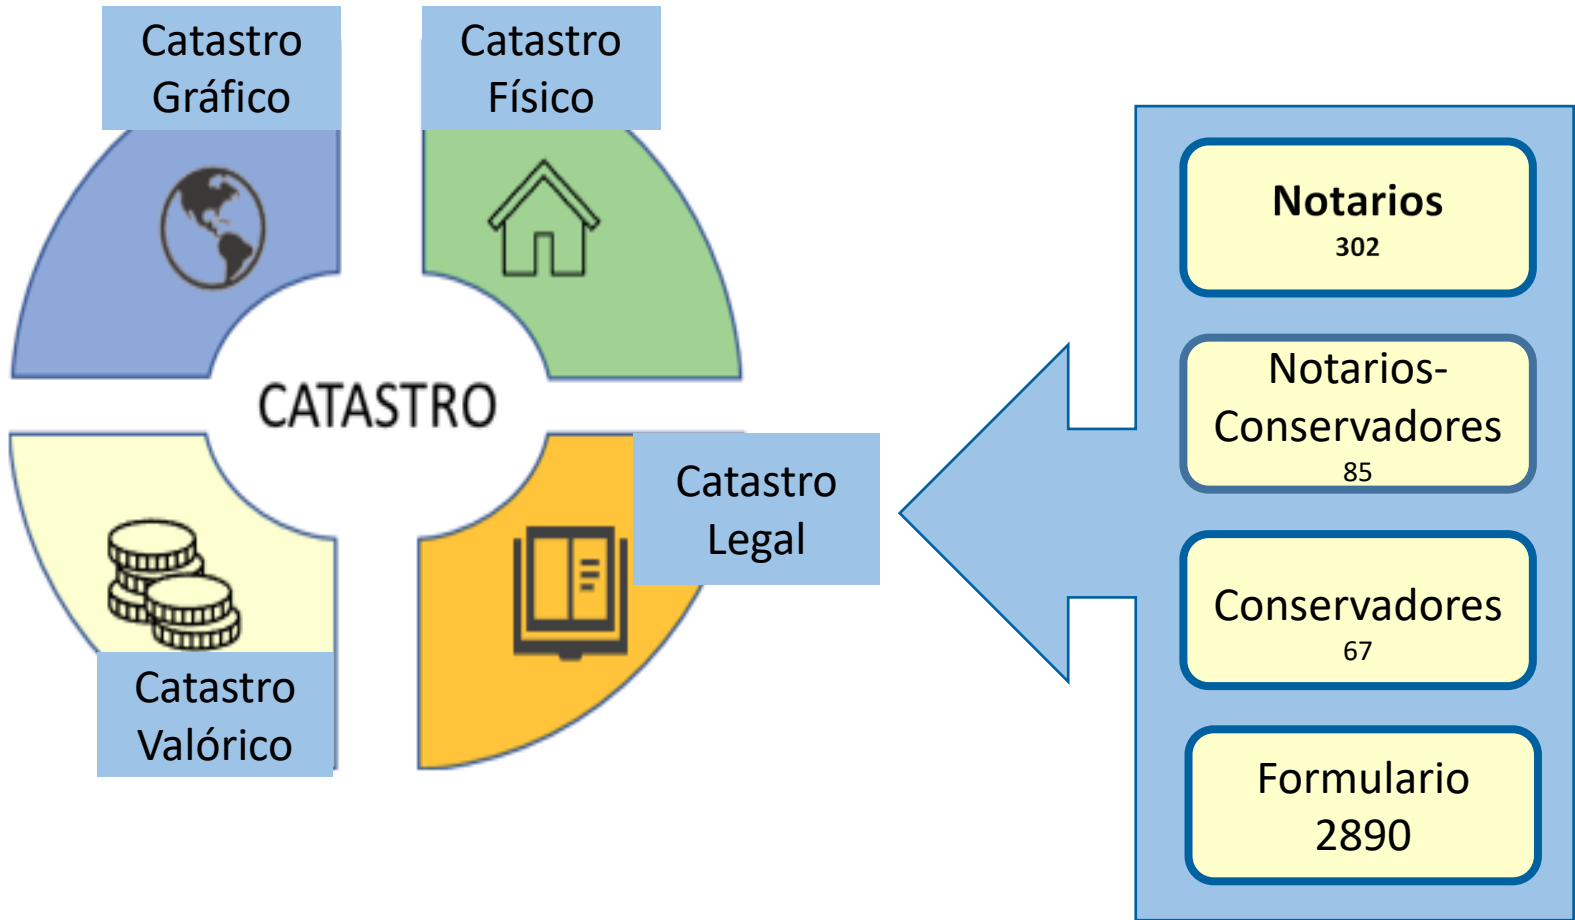 Catastro
Gráfico
Catastro
Físico
CATASTRO
Catastro
Valórico
Catastro
Legal
Notarios
302
Notarios-
Conservadores
85
Conservadores
67
Formulario
2890